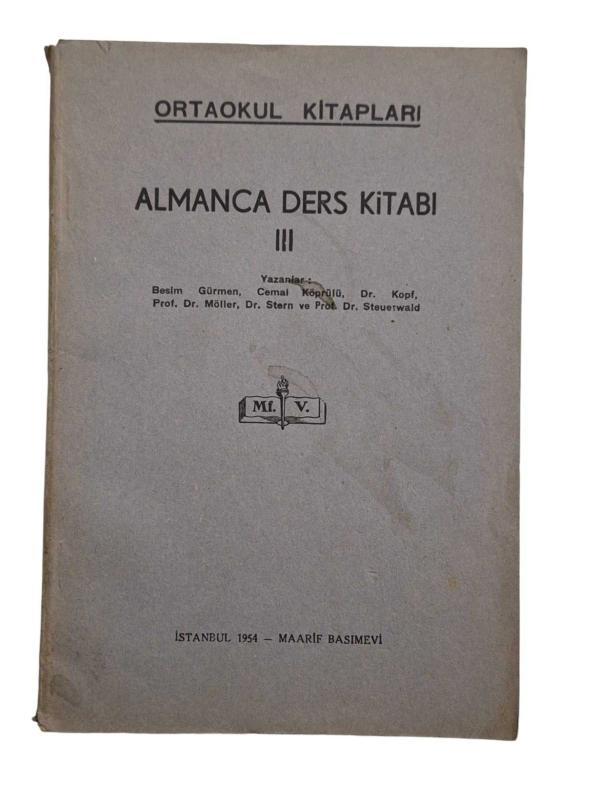 ORTAOKUL KİTAPLARI
ALMANCA DERS KİTABI
III
Yazanlar :
Besim Gürmen, Cemal Köprülü, Dr. Kopf,
Prof. Dr. Möller, Dr. Stern ve Prof. Dr. Steuerwald
Mf. V.
İSTANBUL 1954 — MAARİF BASIMEVİ